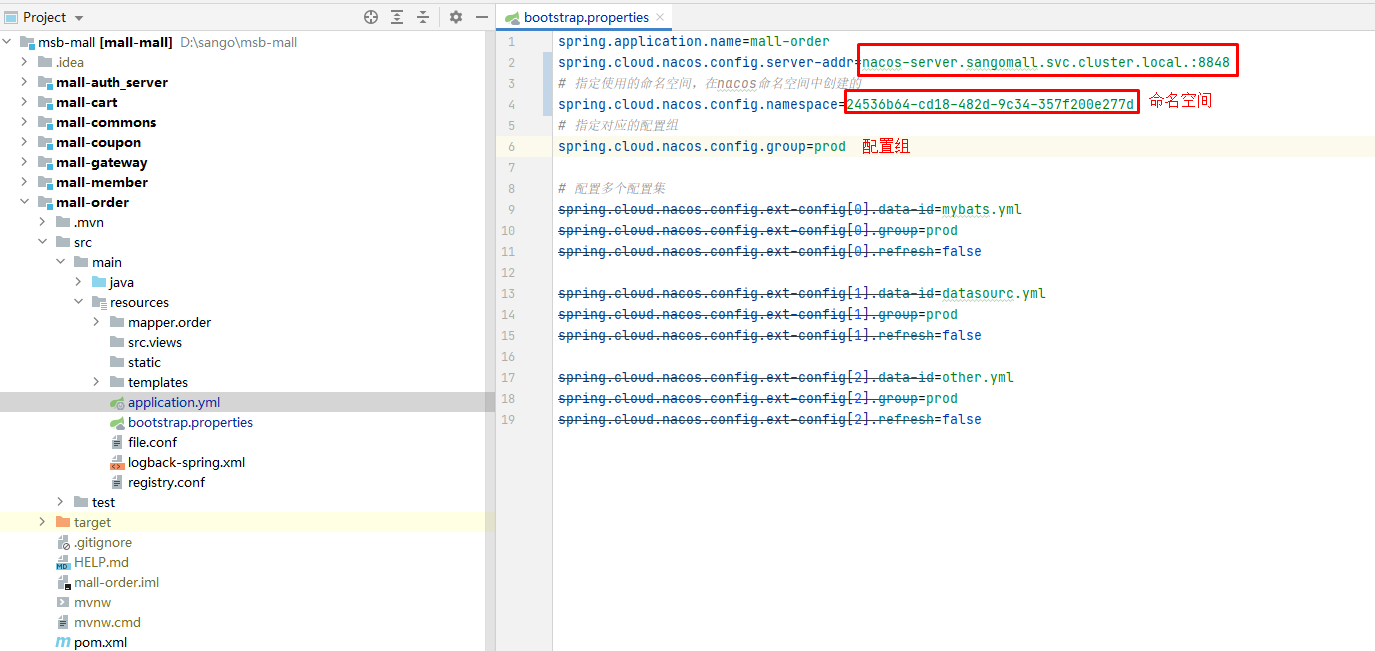 Project
msb-mall [mall-mall] D:\sango\msb-mall
.idea
mall-auth_server
mall-cart
mall-commons
mall-coupon
mall-gateway
mall-member
mall-order
.mvn
src
main
java
resources
mapper.order
src.views
static
templates
application.yml
bootstrap.properties
file.conf
logback-spring.xml
registry.conf
test
target
.gitignore
HELP.md
mall-order.iml
mvnw
mvnw.cmd
pom.xml
bootstrap.properties
1 spring.application.name=mall-order
2 spring.cloud.nacos.config.server-addr=nacos-server.sangomall.svc.cluster.local.:8848
3 # 指定使用的命名空间，在nacos命名空间中创建的
4 spring.cloud.nacos.config.namespace=24536b64-cd18-482d-9c34-357f200e277d 命名空间
5 # 指定对应的配置组
6 spring.cloud.nacos.config.group=prod 配置组
7
8 # 配置多个配置集
9 spring.cloud.nacos.config.ext-config[0].data-id=mybats.yml
10 spring.cloud.nacos.config.ext-config[0].group=prod
11 spring.cloud.nacos.config.ext-config[0].refresh=false
12
13 spring.cloud.nacos.config.ext-config[1].data-id=datasourc.yml
14 spring.cloud.nacos.config.ext-config[1].group=prod
15 spring.cloud.nacos.config.ext-config[1].refresh=false
16
17 spring.cloud.nacos.config.ext-config[2].data-id=other.yml
18 spring.cloud.nacos.config.ext-config[2].group=prod
19 spring.cloud.nacos.config.ext-config[2].refresh=false